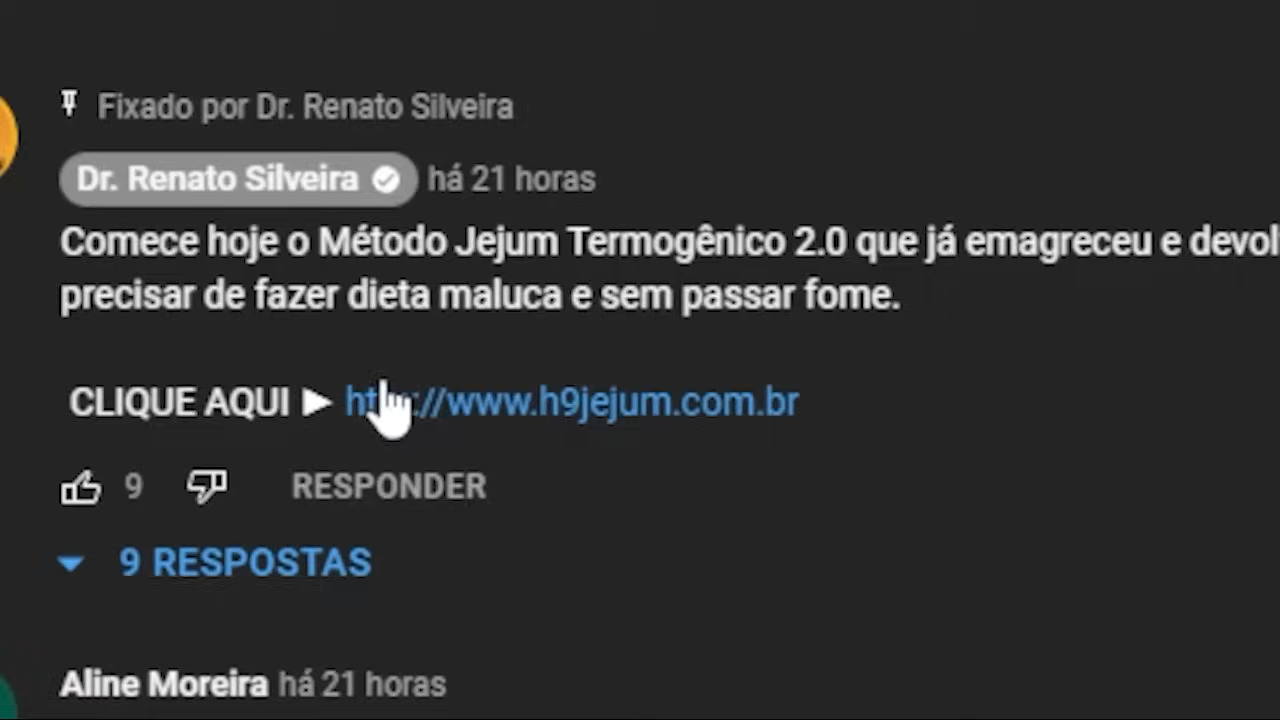 Fixado por Dr. Renato Silveira
Dr. Renato Silveira há 21 horas
Comece hoje o Método Jejum Termogênico 2.0 que já emagreceu e
precisar de fazer dieta maluca e sem passar fome.
CLIQUE AQUI ► http://www.h9jejum.com.br
9 RESPONDER
9 RESPOSTAS
Aline Moreira há 21 horas